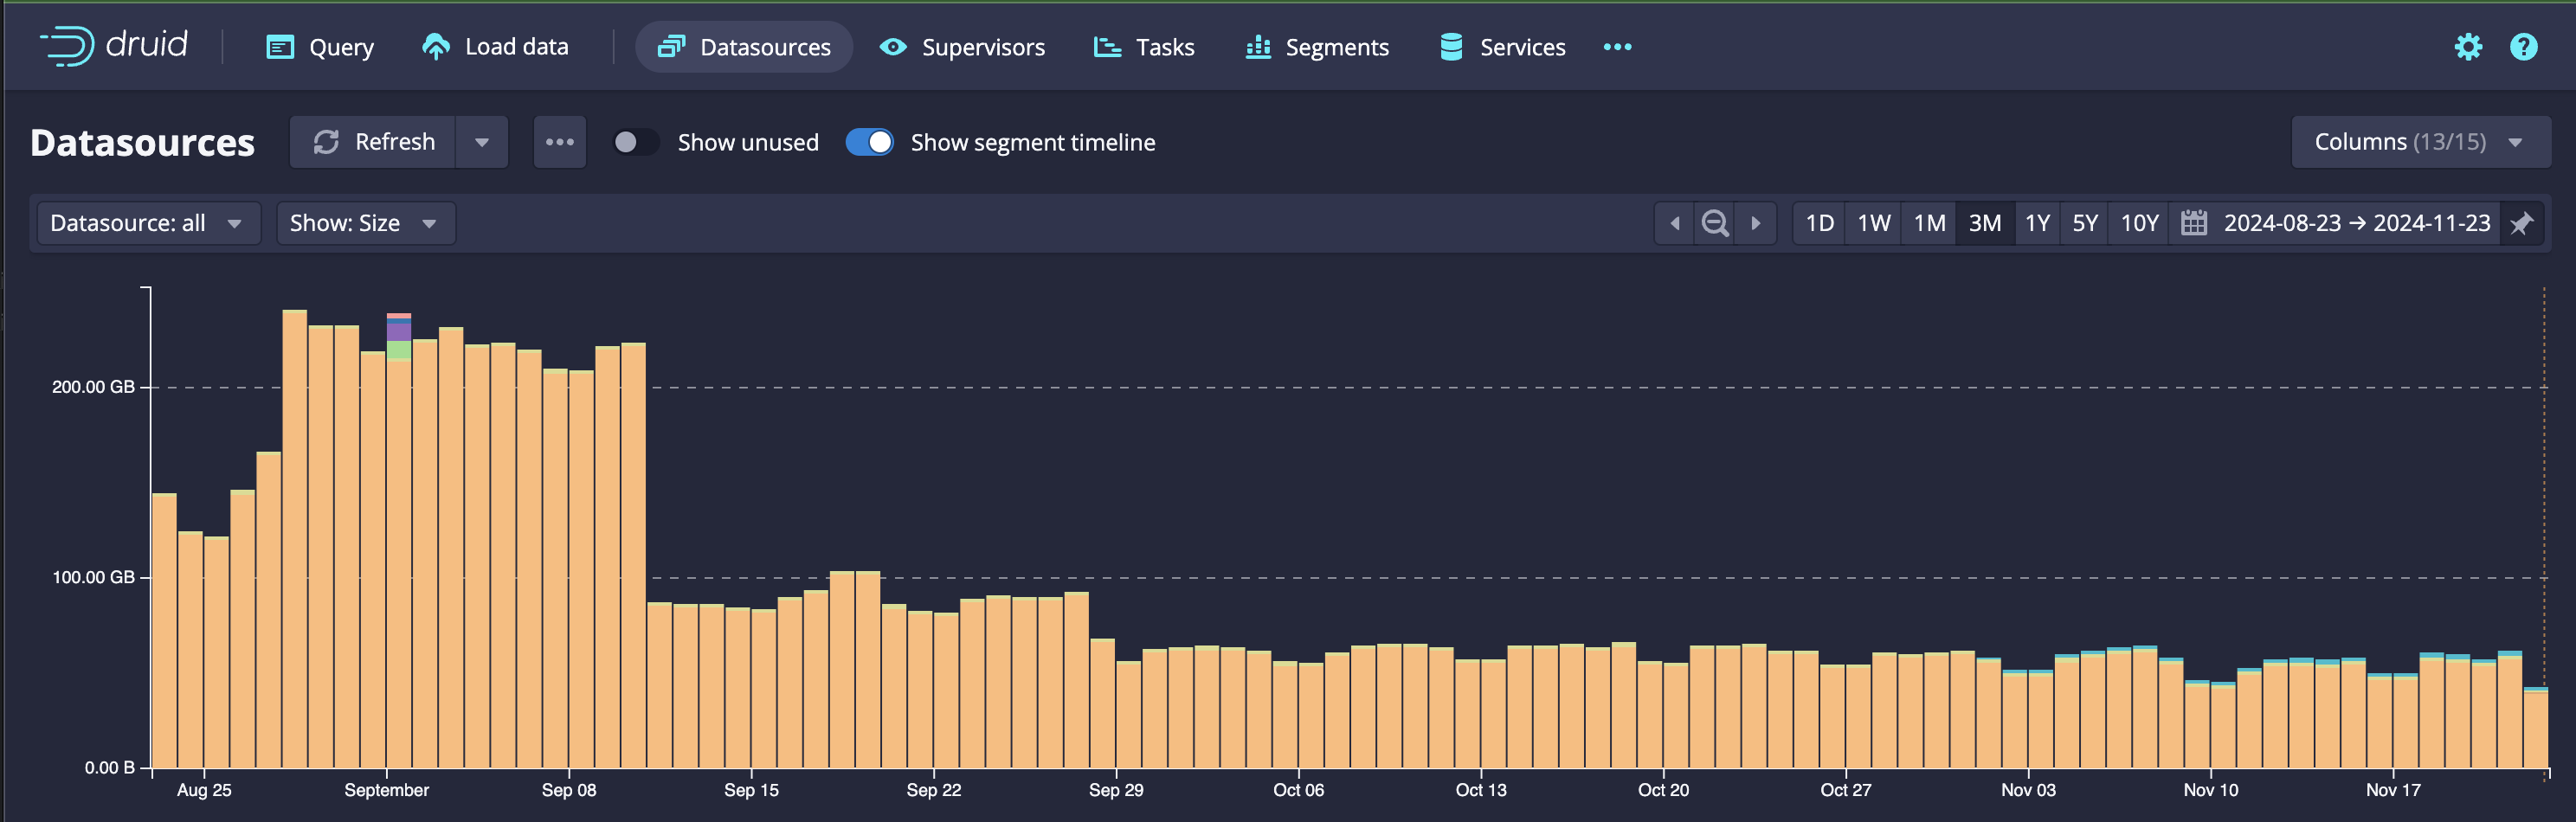 druid Query Load data Datasources Supervisors Tasks Segments Services
Datasources Refresh Show unused Show segment timeline Columns (13/15)
Datasource: all Show: Size 1D 1W 1M 3M 1Y 5Y 10Y 2024-08-23 → 2024-11-23
200.00 GB
100.00 GB
0.00 B
Aug 25 September Sep 08 Sep 15 Sep 22 Sep 29 Oct 06 Oct 13 Oct 20 Oct 27 Nov 03 Nov 10 Nov 17